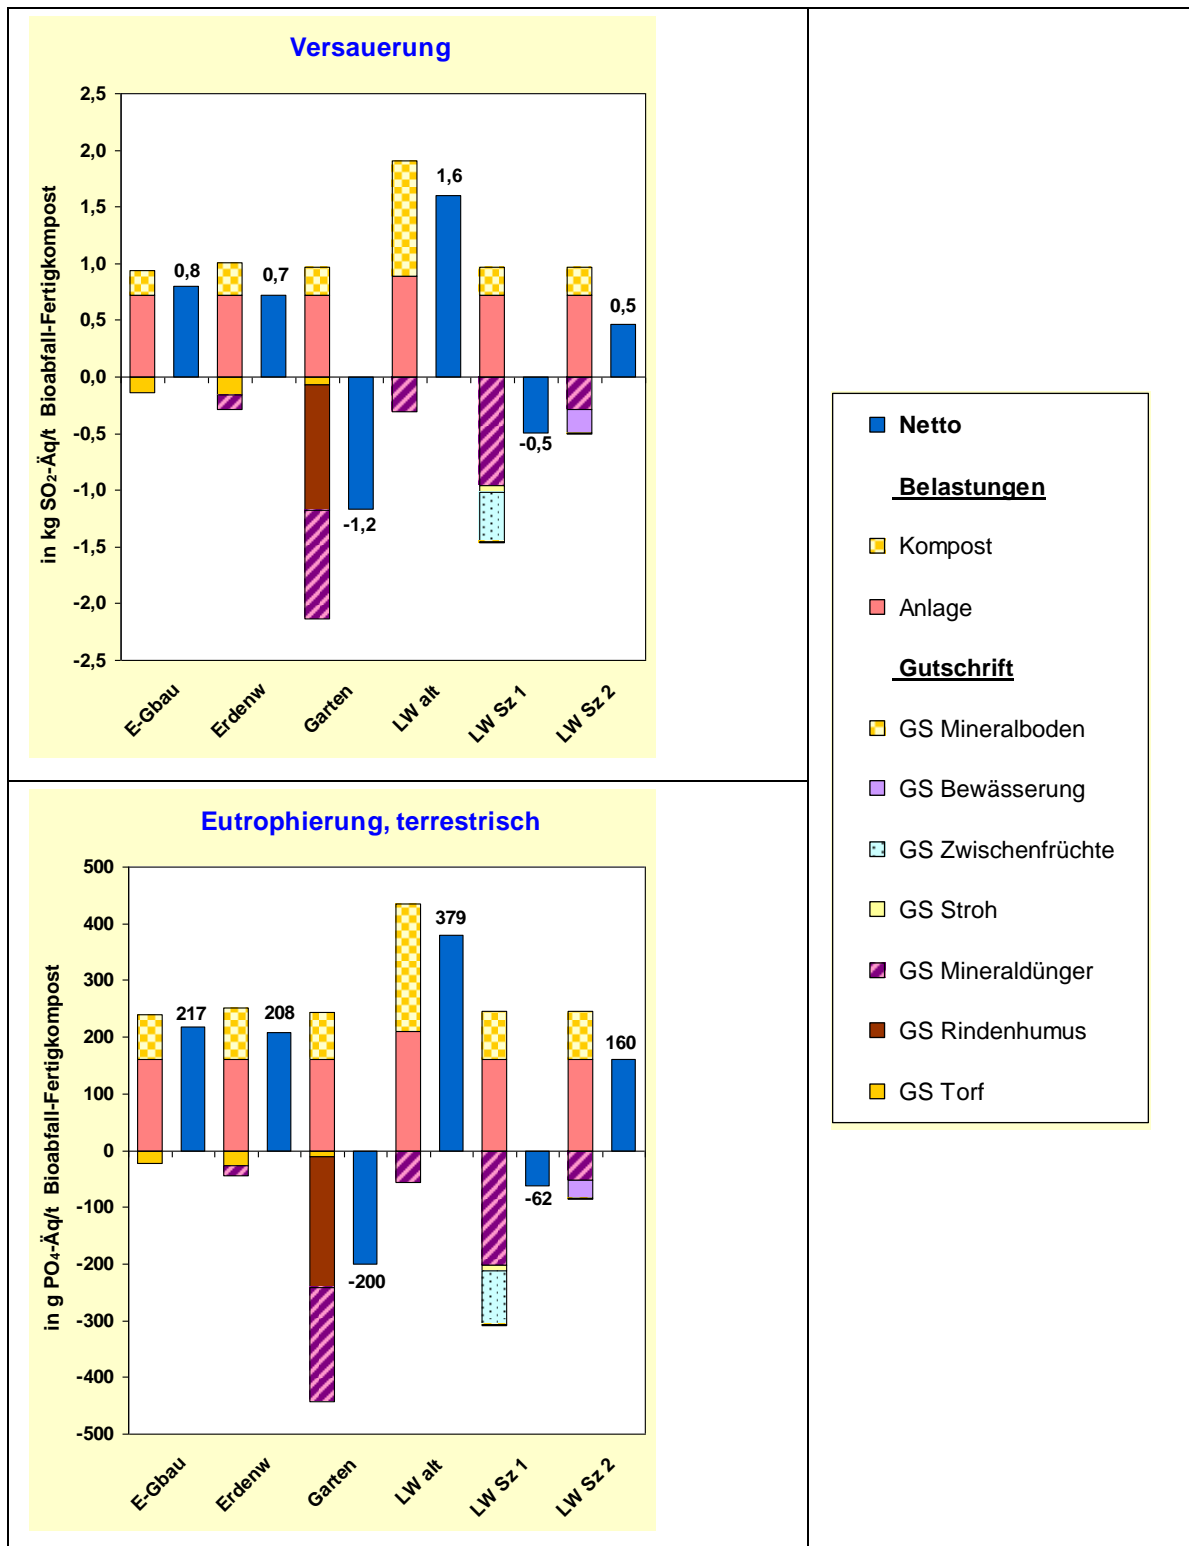 Versauerung
in kg SO₂-Äq/t Bioabfall-Fertigkompost
2,5
2,0
1,5
1,0
0,5
0,0
-0,5
-1,0
-1,5
-2,0
-2,5
0,8
0,7
-1,2
1,6
-0,5
0,5
E-Gbau
Erdenw
Garten
LW alt
LW Sz 1
LW Sz 2
Eutrophierung, terrestrisch
in g PO₄-Äq/t Bioabfall-Fertigkompost
500
400
300
200
100
0
-100
-200
-300
-400
-500
217
208
-200
379
-62
160
E-Gbau
Erdenw
Garten
LW alt
LW Sz 1
LW Sz 2
Netto
Belastungen
Kompost
Anlage
Gutschrift
GS Mineralboden
GS Bewässerung
GS Zwischenfrüchte
GS Stroh
GS Mineraldünger
GS Rindenhumus
GS Torf